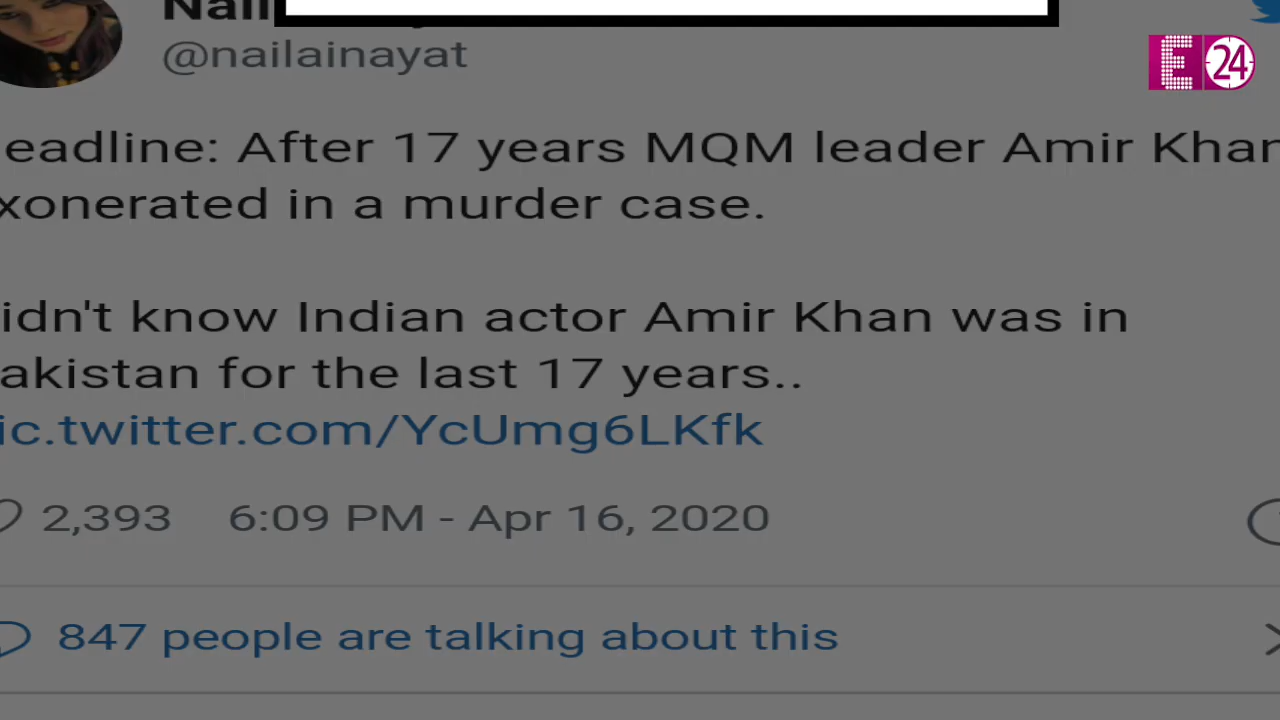 E 24
@nailainayat
eadline: After 17 years MQM leader Amir Khan
xonerated in a murder case.
idn't know Indian actor Amir Khan was in
akistan for the last 17 years..
ic.twitter.com/YcUmg6LKfk
2,393 6:09 PM - Apr 16, 2020
847 people are talking about this